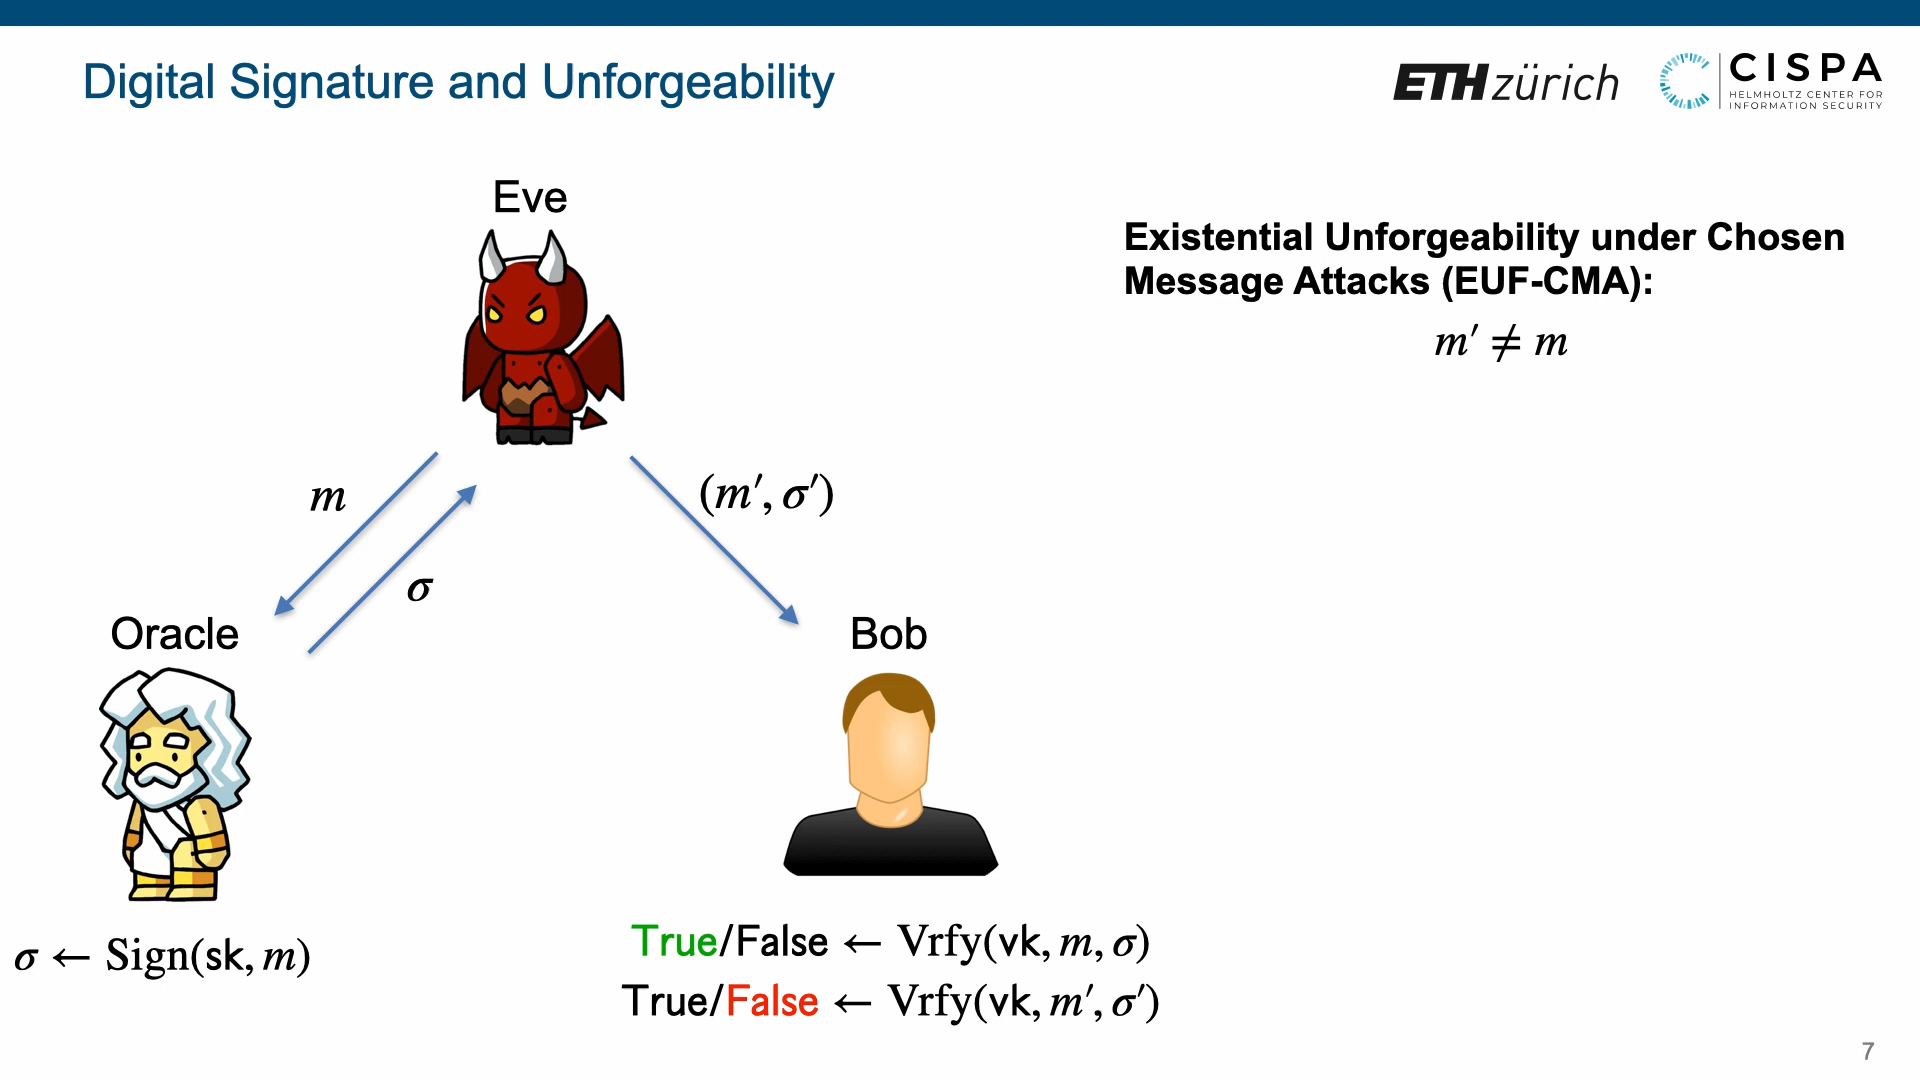 Digital Signature and Unforgeability
ETH zürich
CISPA
HELMHOLTZ CENTER FOR
INFORMATION SECURITY
Eve
Existential Unforgeability under Chosen
Message Attacks (EUF-CMA):
m′ ≠ m
m
(m′, σ′)
σ
Oracle
Bob
σ ← Sign(sk, m)
True/False ← Vrfy(vk, m, σ)
True/False ← Vrfy(vk, m′, σ′)
7